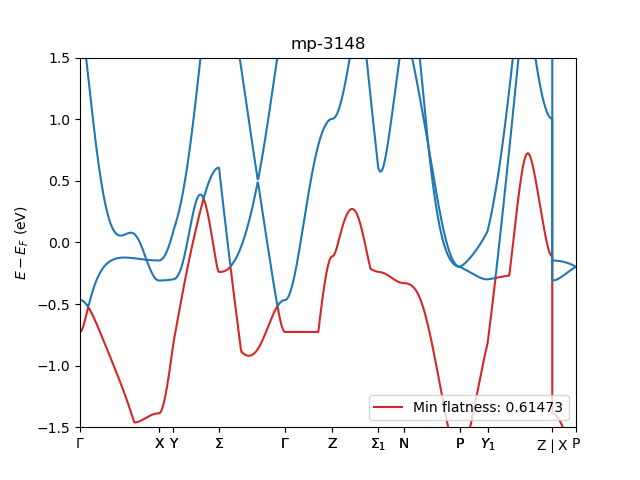 mp-3148
E − E_F (eV)
1.5
1.0
0.5
0.0
−0.5
−1.0
−1.5
Min flatness: 0.61473
Γ X Y Σ Γ Z Σ₁ N P Y₁ Z | X P